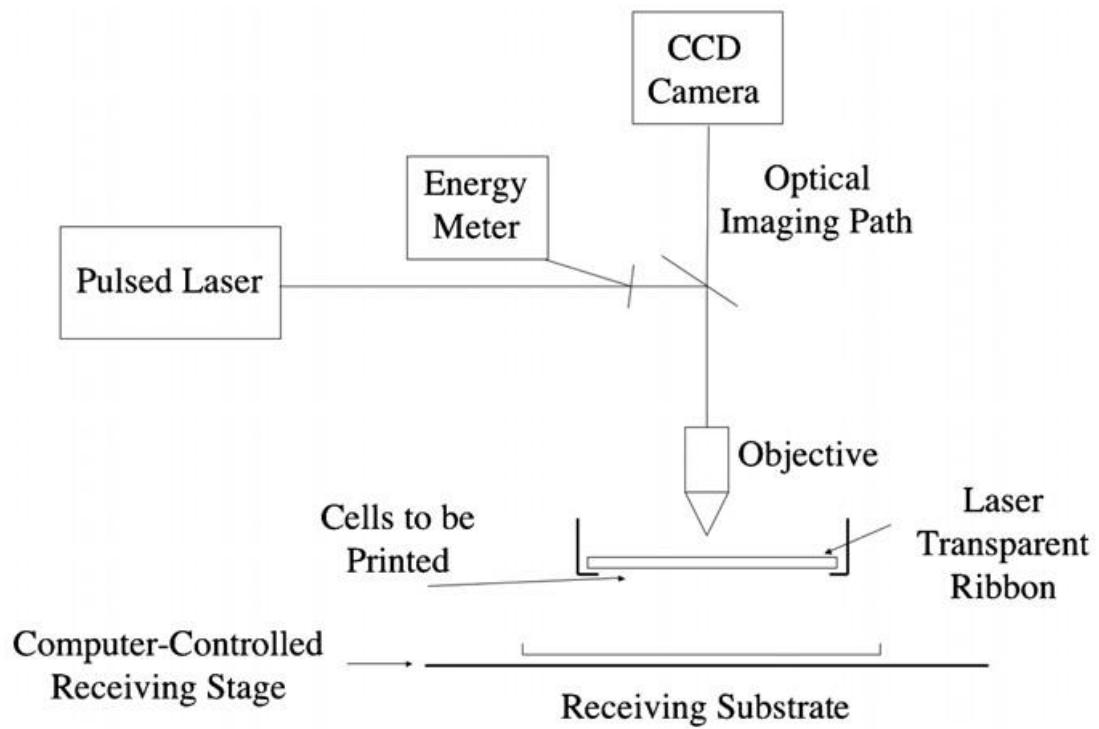 CCD
Camera
Energy
Meter
Optical
Imaging Path
Pulsed Laser
Objective
Cells to be
Printed
Laser
Transparent
Ribbon
Computer-Controlled
Receiving Stage
Receiving Substrate